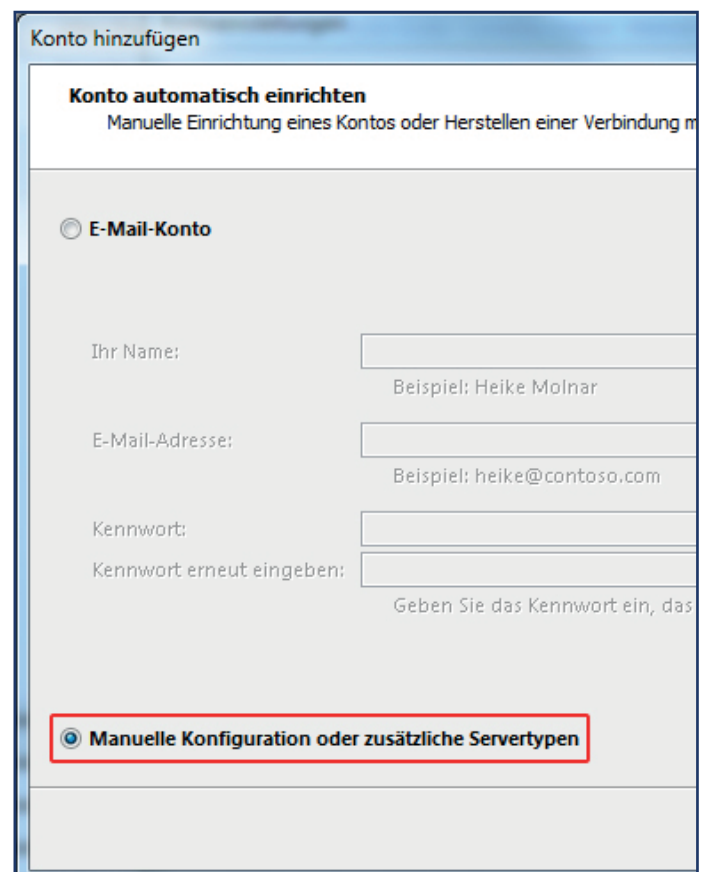 Konto hinzufügen
Konto automatisch einrichten
Manuelle Einrichtung eines Kontos oder Herstellen einer Verbindung
E-Mail-Konto
Ihr Name:
Beispiel: Heike Molnar
E-Mail-Adresse:
Beispiel: heike@contoso.com
Kennwort:
Kennwort erneut eingeben:
Geben Sie das Kennwort ein, das
Manuelle Konfiguration oder zusätzliche Servertypen